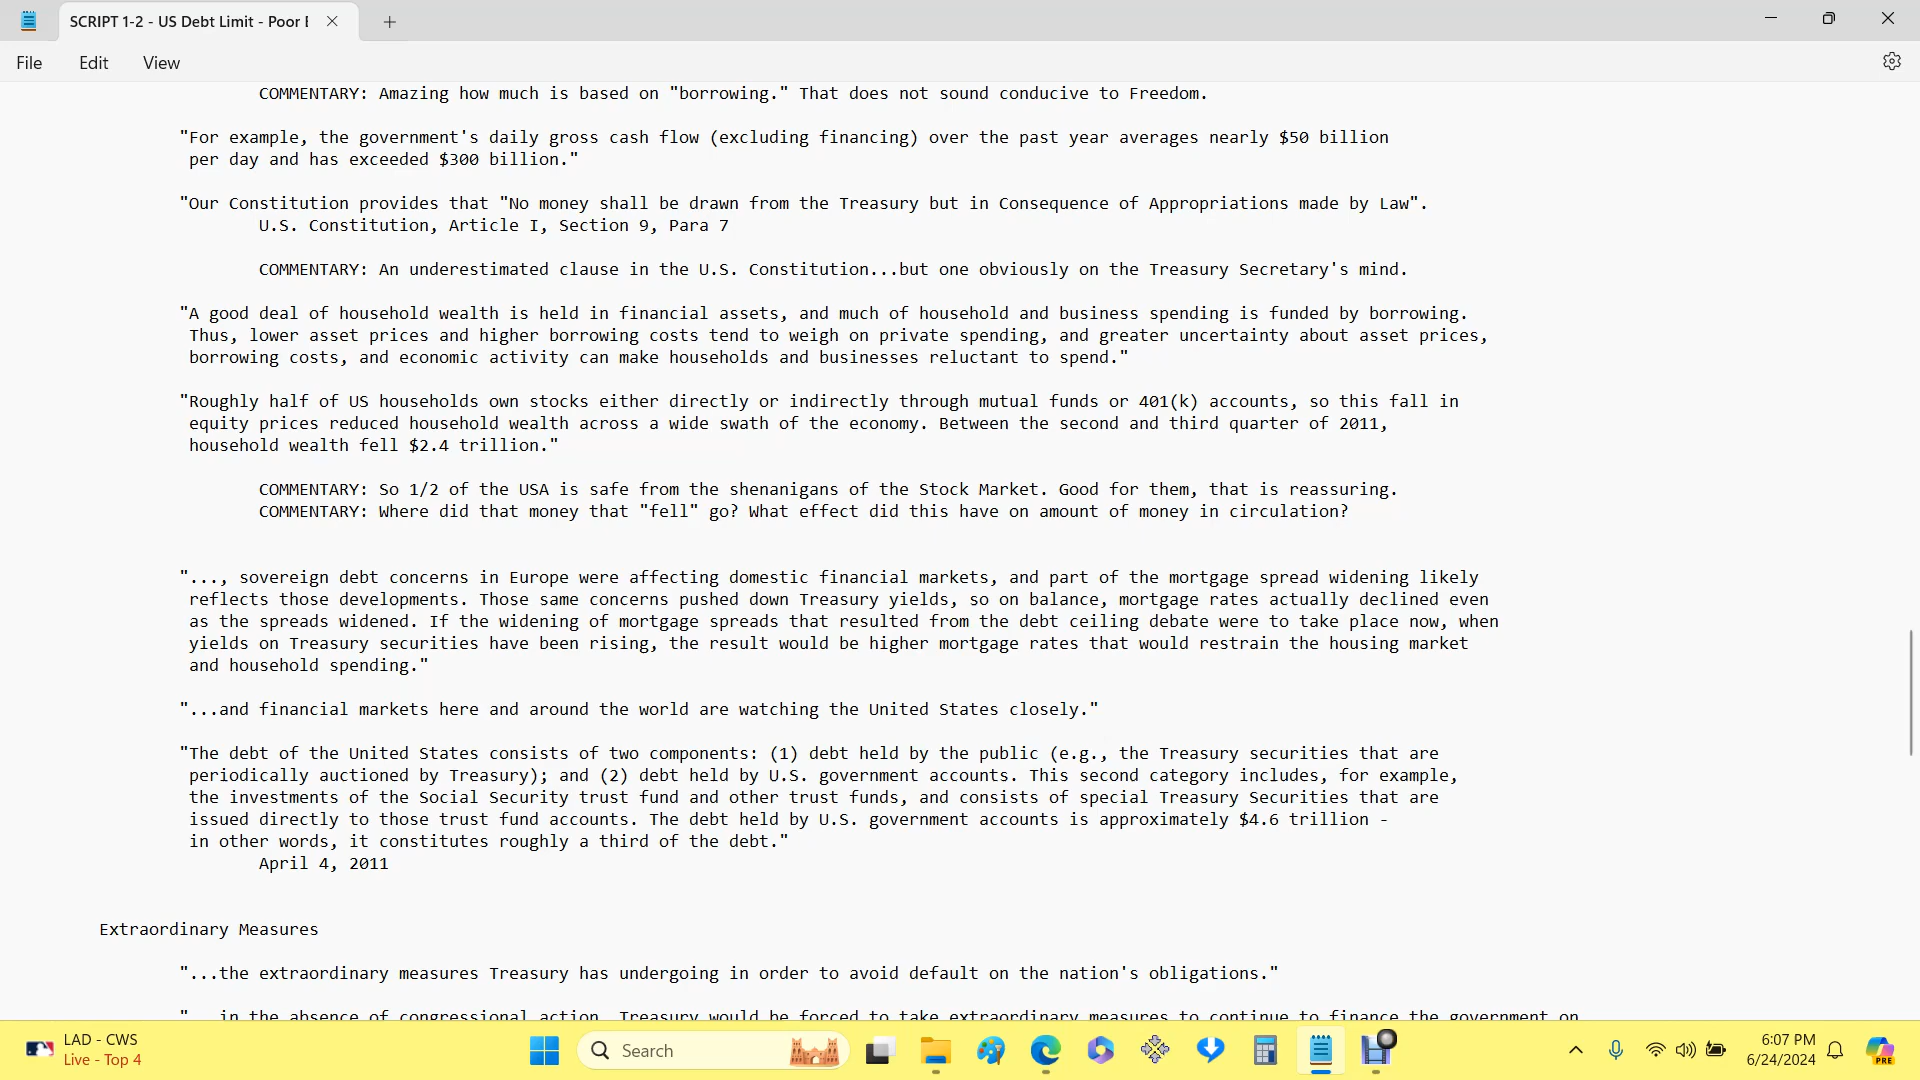 SCRIPT 1-2 - US Debt Limit - Poor
File Edit View
COMMENTARY: Amazing how much is based on "borrowing." That does not sound conducive to Freedom.
"For example, the government's daily gross cash flow (excluding financing) over the past year averages nearly $50 billion
per day and has exceeded $300 billion."
"Our Constitution provides that "No money shall be drawn from the Treasury but in Consequence of Appropriations made by Law".
U.S. Constitution, Article I, Section 9, Para 7
COMMENTARY: An underestimated clause in the U.S. Constitution...but one obviously on the Treasury Secretary's mind.
"A good deal of household wealth is held in financial assets, and much of household and business spending is funded by borrowing.
Thus, lower asset prices and higher borrowing costs tend to weigh on private spending, and greater uncertainty about asset prices,
borrowing costs, and economic activity can make households and businesses reluctant to spend."
"Roughly half of US households own stocks either directly or indirectly through mutual funds or 401(k) accounts, so this fall in
equity prices reduced household wealth across a wide swath of the economy. Between the second and third quarter of 2011,
household wealth fell $2.4 trillion."
COMMENTARY: So 1/2 of the USA is safe from the shenanigans of the Stock Market. Good for them, that is reassuring.
COMMENTARY: Where did that money that "fell" go? What effect did this have on amount of money in circulation?
"..., sovereign debt concerns in Europe were affecting domestic financial markets, and part of the mortgage spread widening likely
reflects those developments. Those same concerns pushed down Treasury yields, so on balance, mortgage rates actually declined even
as the spreads widened. If the widening of mortgage spreads that resulted from the debt ceiling debate were to take place now, when
yields on Treasury securities have been rising, the result would be higher mortgage rates that would restrain the housing market
and household spending."
"...and financial markets here and around the world are watching the United States closely."
"The debt of the United States consists of two components: (1) debt held by the public (e.g., the Treasury securities that are
periodically auctioned by Treasury); and (2) debt held by U.S. government accounts. This second category includes, for example,
the investments of the Social Security trust fund and other trust funds, and consists of special Treasury Securities that are
issued directly to those trust fund accounts. The debt held by U.S. government accounts is approximately $4.6 trillion -
in other words, it constitutes roughly a third of the debt."
April 4, 2011
Extraordinary Measures
"...the extraordinary measures Treasury has undergoing in order to avoid default on the nation's obligations."
"...in the absence of congressional action, Treasury would be forced to take extraordinary measures to continue to finance the government on
LAD - CWS
Live - Top 4
Search
6:07 PM
6/24/2024
PRE